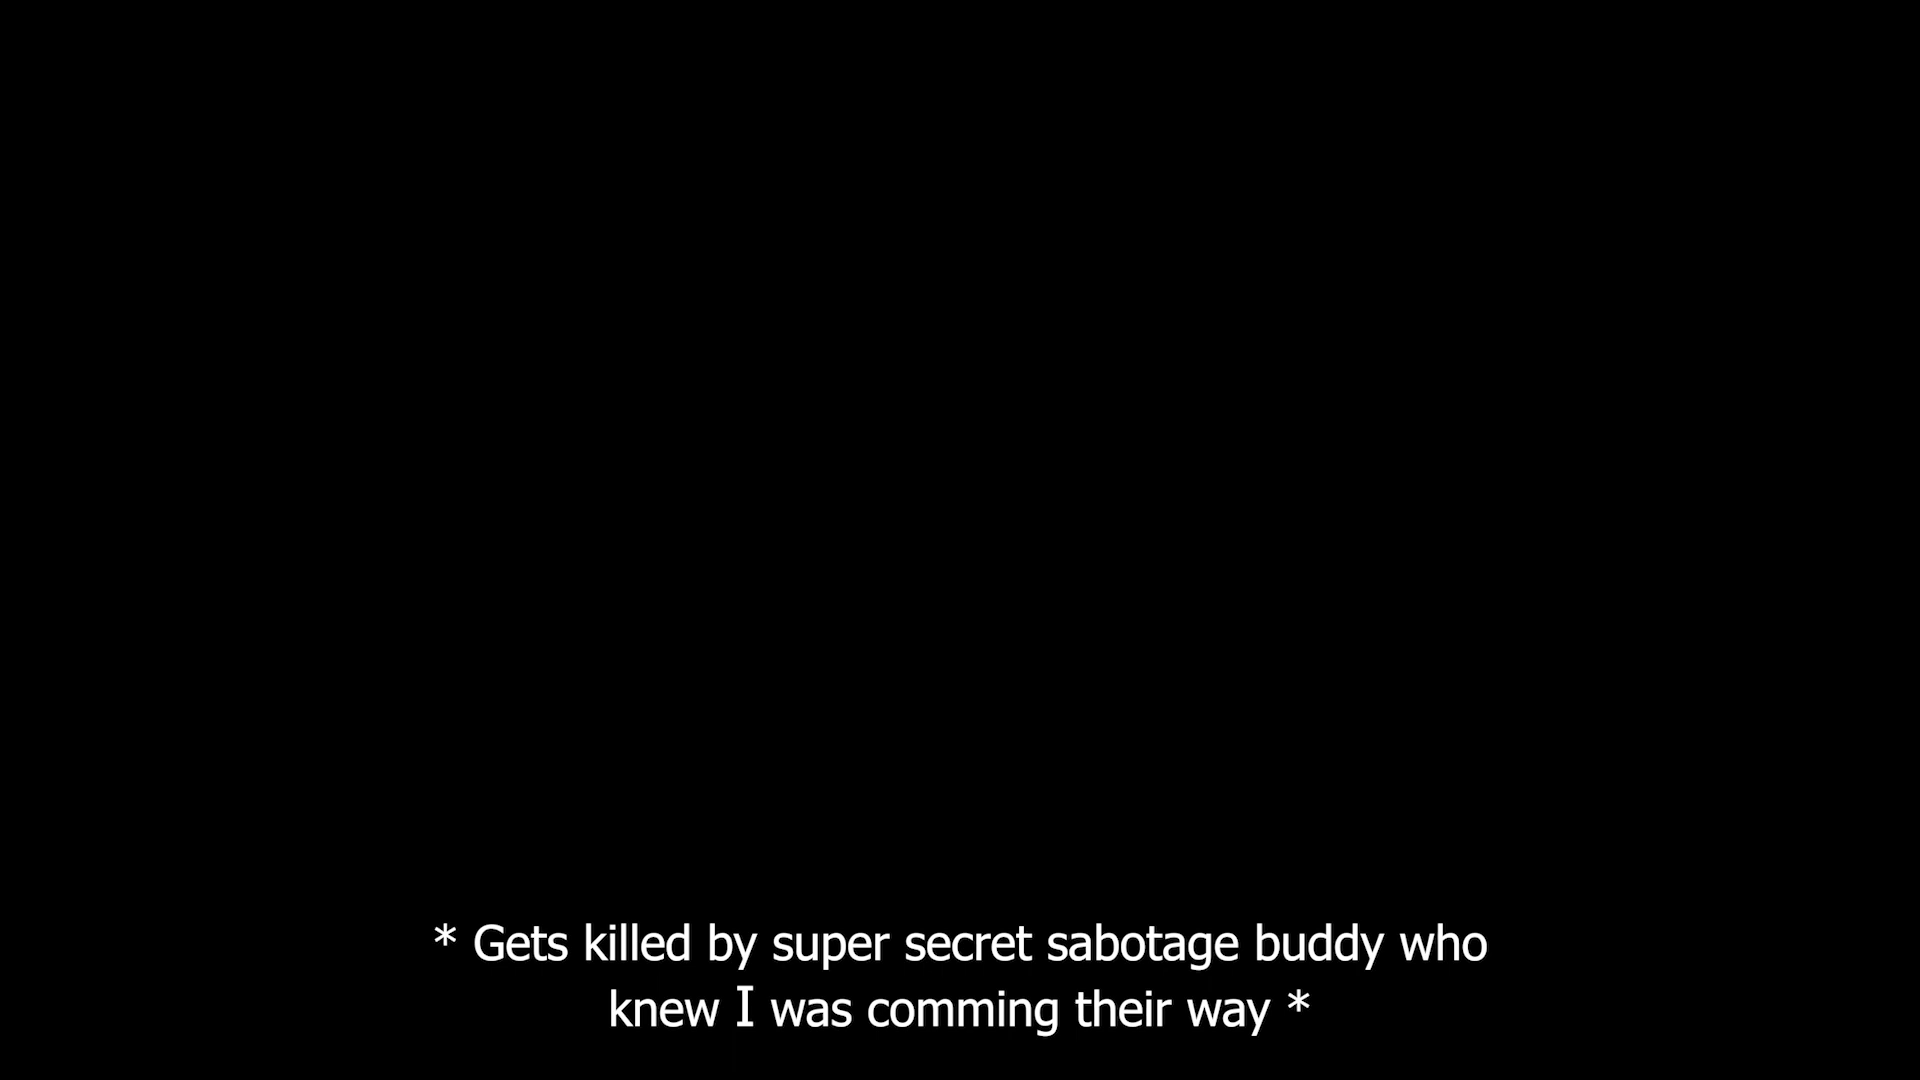 * Gets killed by super secret sabotage buddy who
knew I was comming their way *